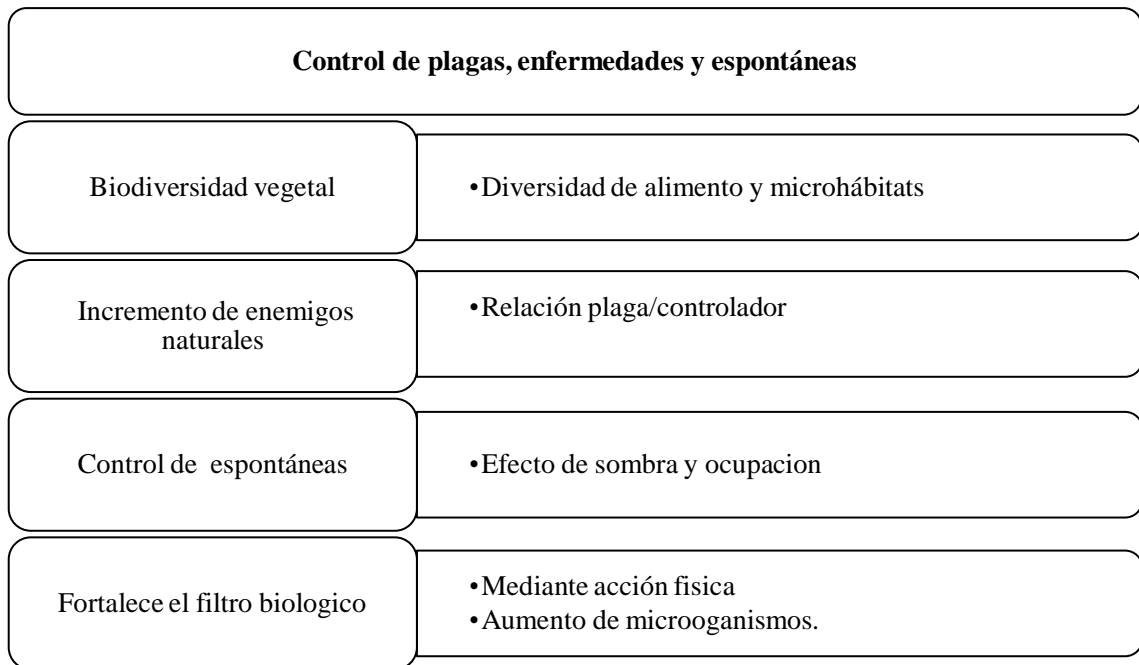 Control de plagas, enfermedades y espontáneas
Biodiversidad vegetal
•Diversidad de alimento y microhábitats
Incremento de enemigos
naturales
•Relación plaga/controlador
Control de espontáneas
•Efecto de sombra y ocupacion
Fortalece el filtro biologico
•Mediante acción fisica
•Aumento de microoganismos.